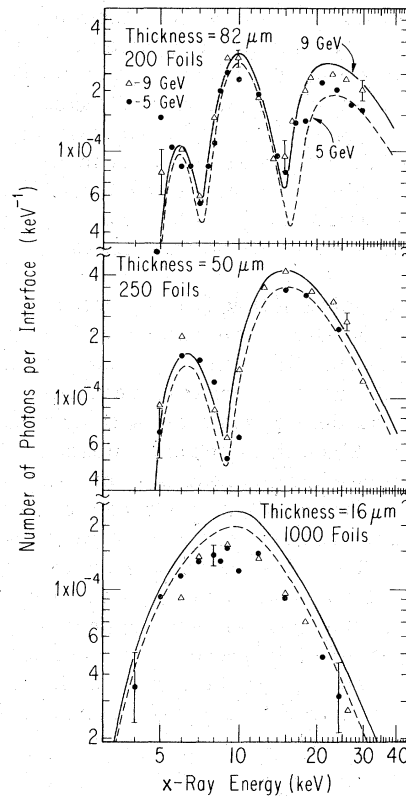 Thickness = 82 μm
200 Foils
△-9 GeV
●-5 GeV
9 GeV
5 GeV
4
2
1x10⁻⁴
8
6
4
Thickness = 50 μm
250 Foils
4
2
1x10⁻⁴
8
6
4
Thickness = 16 μm
1000 Foils
2
1x10⁻⁴
6
4
2
5
10
20
30
40
Number of Photons per Interface (keV⁻¹)
x-Ray Energy (keV)